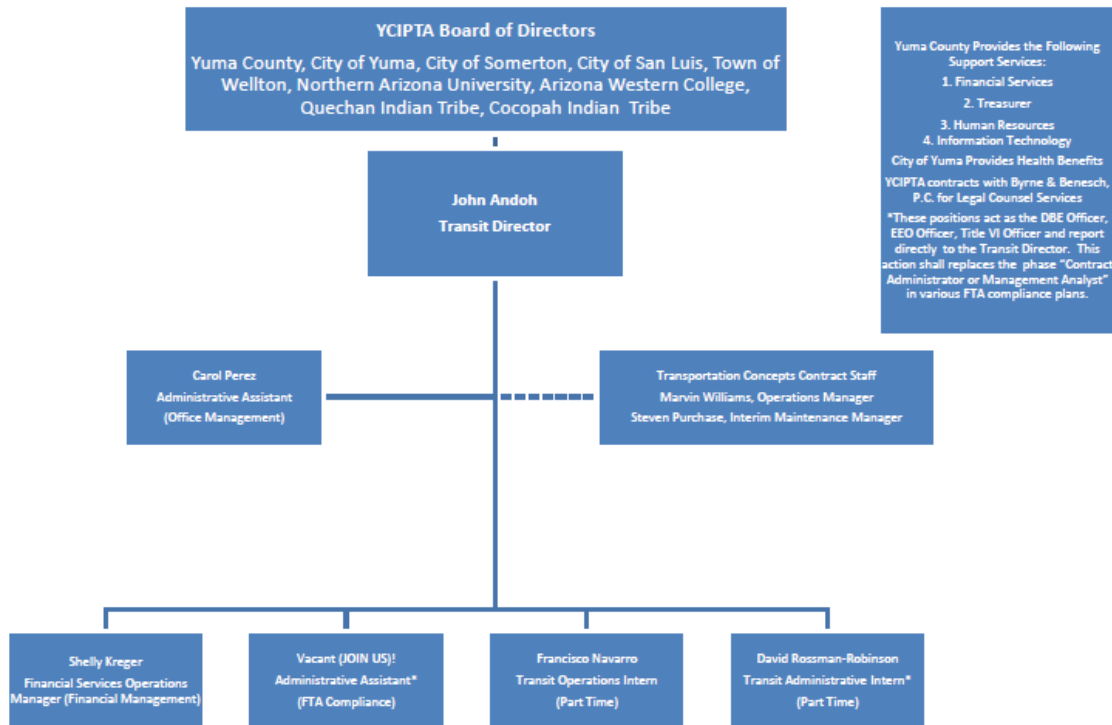 YCIPTA Board of Directors
Yuma County, City of Yuma, City of Somerton, City of San Luis, Town of
Wellton, Northern Arizona University, Arizona Western College,
Quechan Indian Tribe, Cocopah Indian Tribe
Yuma County Provides the Following
Support Services:
1. Financial Services
2. Treasurer
3. Human Resources
4. Information Technology
City of Yuma Provides Health Benefits
YCIPTA contracts with Byrne & Benesch,
P.C. for Legal Counsel Services
*These positions act as the DBE Officer,
EEO Officer, Title VI Officer and report
directly to the Transit Director. This
action shall replaces the phase "Contract
Administrator or Management Analyst"
in various FTA compliance plans.
John Andoh
Transit Director
Carol Perez
Administrative Assistant
(Office Management)
Transportation Concepts Contract Staff
Marvin Williams, Operations Manager
Steven Purchase, Interim Maintenance Manager
Shelly Kreger
Financial Services Operations
Manager (Financial Management)
Vacant (JOIN US)!
Administrative Assistant*
(FTA Compliance)
Francisco Navarro
Transit Operations Intern
(Part Time)
David Rossman-Robinson
Transit Administrative Intern*
(Part Time)